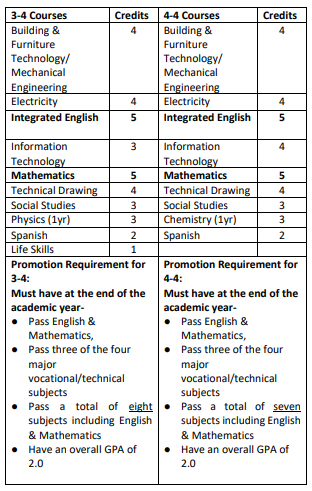 3-4 Courses Credits 4-4 Courses Credits
Building & 4 Building & 4
Furniture Furniture
Technology/ Technology/
Mechanical Mechanical
Engineering Engineering
Electricity 4 Electricity 4
Integrated English 5 Integrated English 5
Information 3 Information 4
Technology Technology
Mathematics 5 Mathematics 5
Technical Drawing 4 Technical Drawing 4
Social Studies 3 Social Studies 3
Physics (1yr) 3 Chemistry (1yr) 3
Spanish 2 Spanish 2
Life Skills 1
Promotion Requirement for
3-4:
Must have at the end of the
academic year-
● Pass English &
Mathematics,
● Pass three of the four
major
vocational/technical
subjects
● Pass a total of eight
subjects including English
& Mathematics
● Have an overall GPA of
2.0
Promotion Requirement for
4-4:
Must have at the end of the
academic year-
● Pass English &
Mathematics,
● Pass three of the four
major
vocational/technical
subjects
● Pass a total of seven
subjects including English
& Mathematics
● Have an overall GPA of
2.0